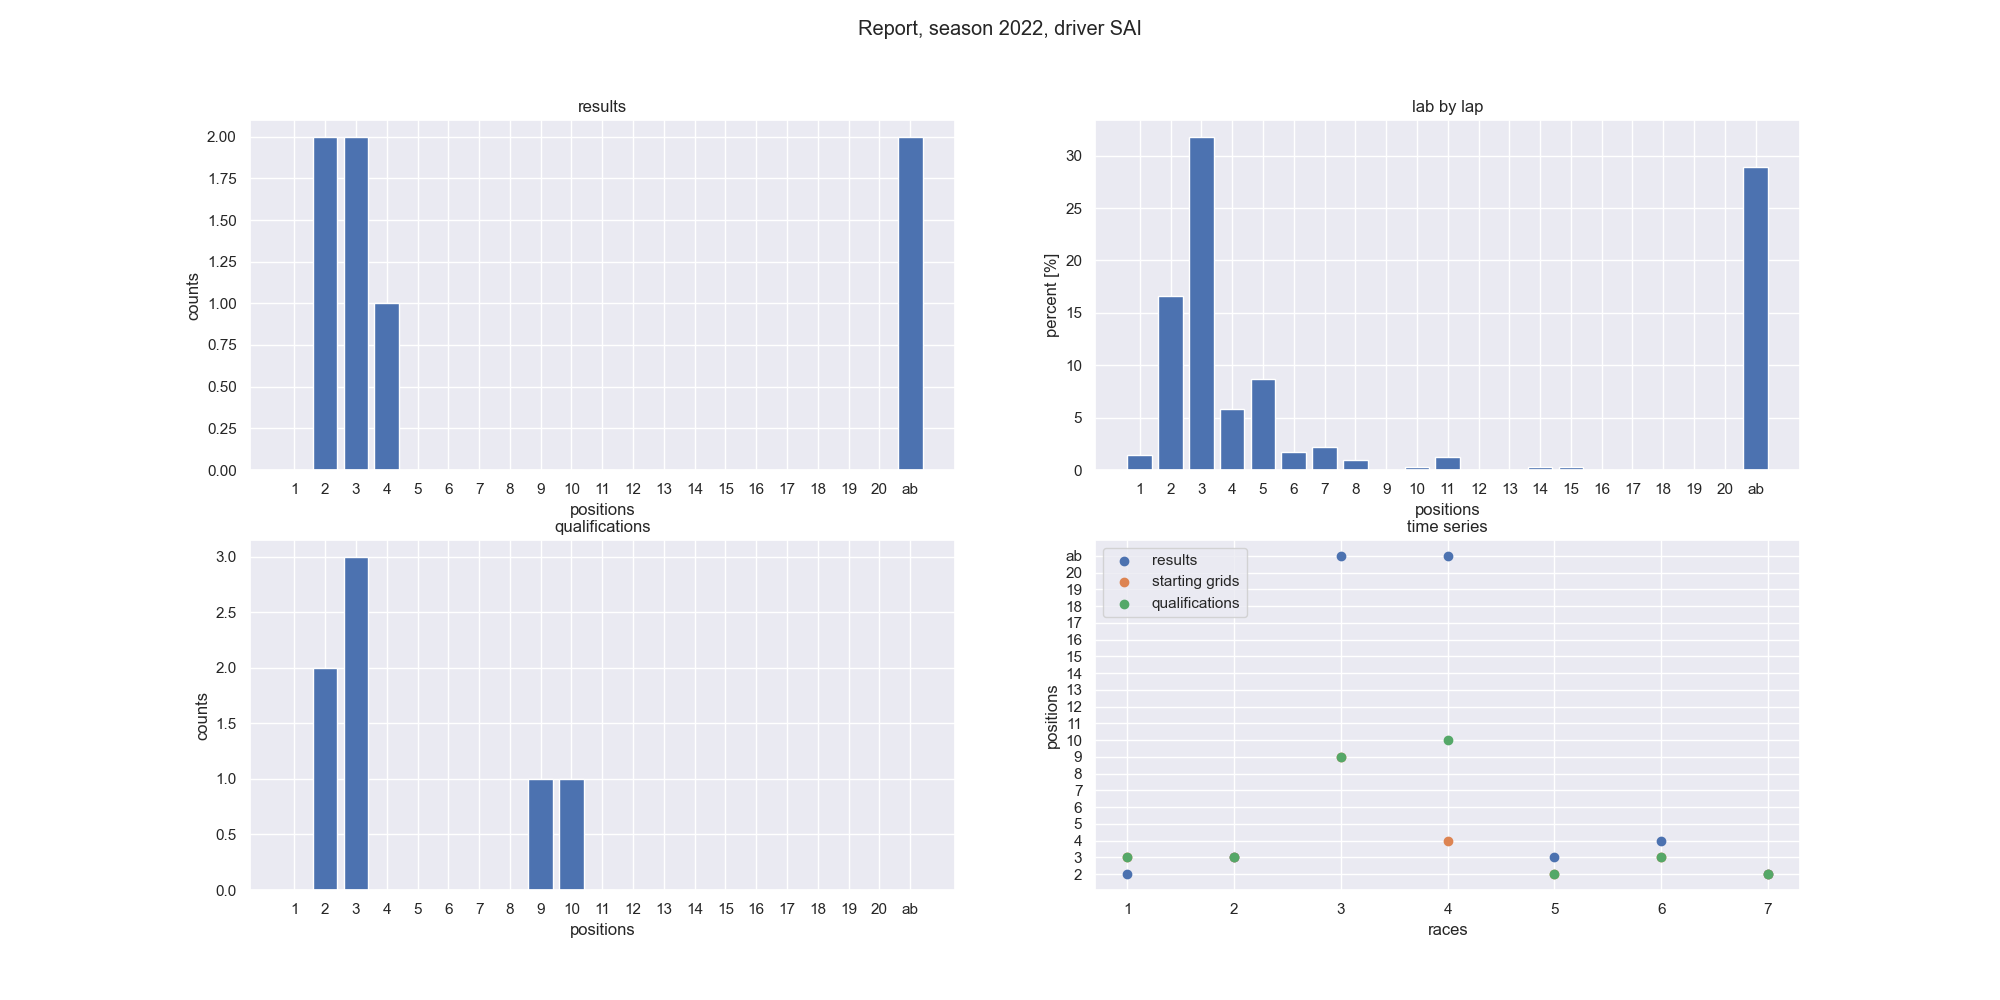 Report, season 2022, driver SAI
results
2.00
1.75
1.50
1.25
1.00
0.75
0.50
0.25
0.00
counts
1 2 3 4 5 6 7 8 9 10 11 12 13 14 15 16 17 18 19 20 ab
positions
lab by lap
30
25
20
15
10
5
0
percent [%]
1 2 3 4 5 6 7 8 9 10 11 12 13 14 15 16 17 18 19 20 ab
positions
qualifications
3.0
2.5
2.0
1.5
1.0
0.5
0.0
counts
1 2 3 4 5 6 7 8 9 10 11 12 13 14 15 16 17 18 19 20 ab
positions
time series
results
starting grids
qualifications
ab
20
19
18
17
16
15
14
13
12
11
10
9
8
7
6
5
4
3
2
positions
1 2 3 4 5 6 7
races